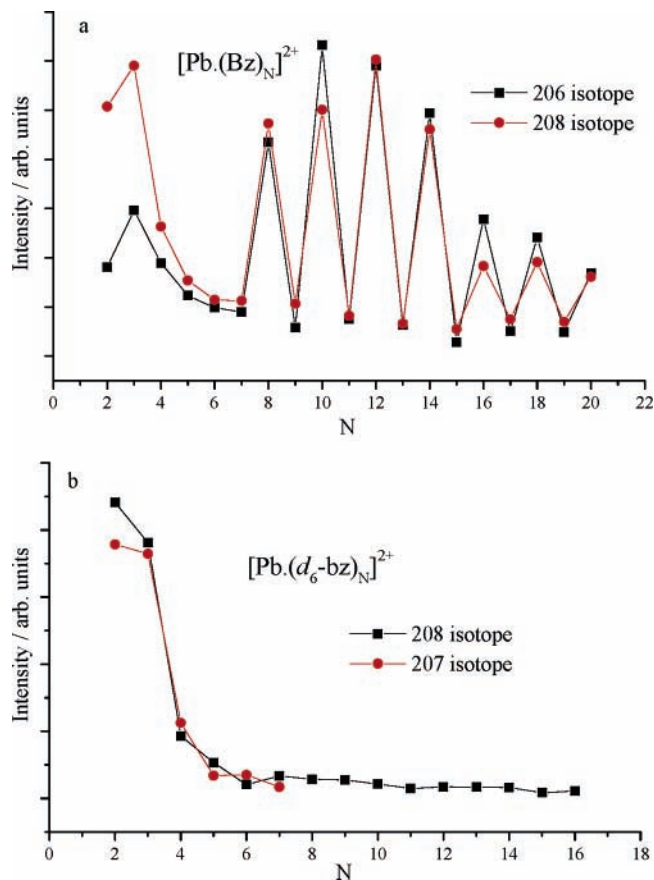 a
[Pb.(Bz)N]2+
206 isotope
208 isotope
Intensity / arb. units
0 2 4 6 8 10 12 14 16 18 20 22
N
b
[Pb.(d6-bz)N]2+
208 isotope
207 isotope
Intensity / arb. units
0 2 4 6 8 10 12 14 16 18
N